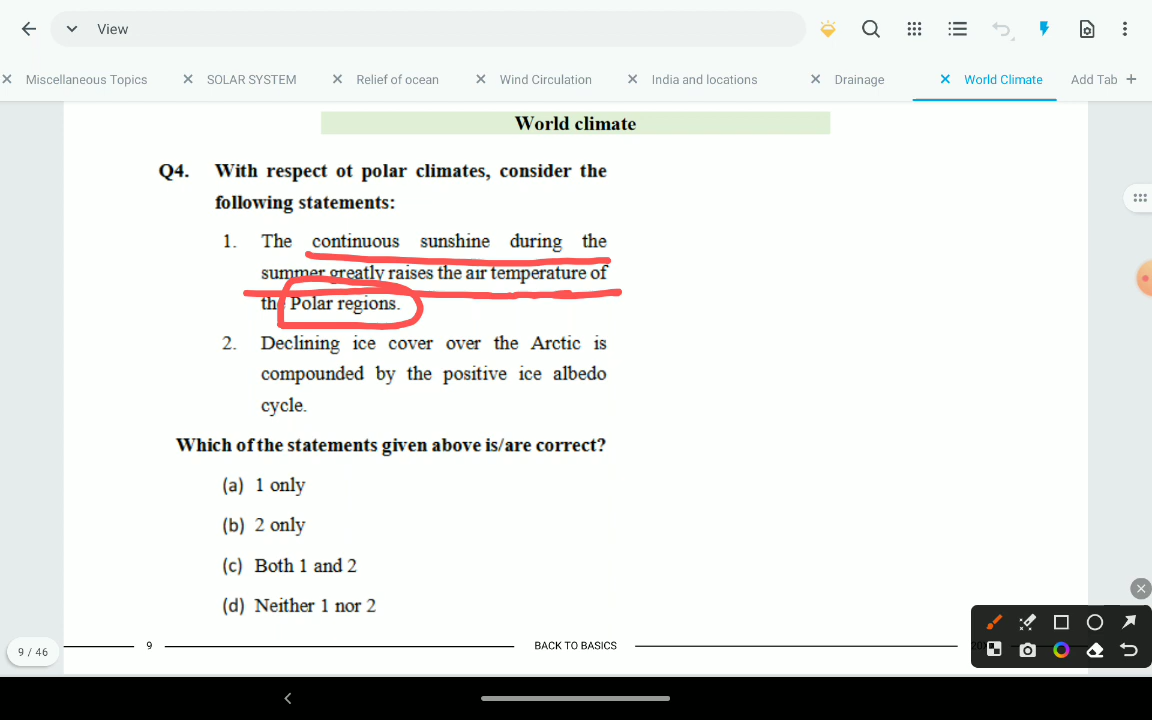 View
Miscellaneous Topics SOLAR SYSTEM Relief of ocean Wind Circulation India and locations Drainage World Climate Add Tab +
World climate
Q4. With respect ot polar climates, consider the
following statements:
1. The continuous sunshine during the
summer greatly raises the air temperature of
the Polar regions.
2. Declining ice cover over the Arctic is
compounded by the positive ice albedo
cycle.
Which of the statements given above is/are correct?
(a) 1 only
(b) 2 only
(c) Both 1 and 2
(d) Neither 1 nor 2
9 / 46
9 BACK TO BASICS